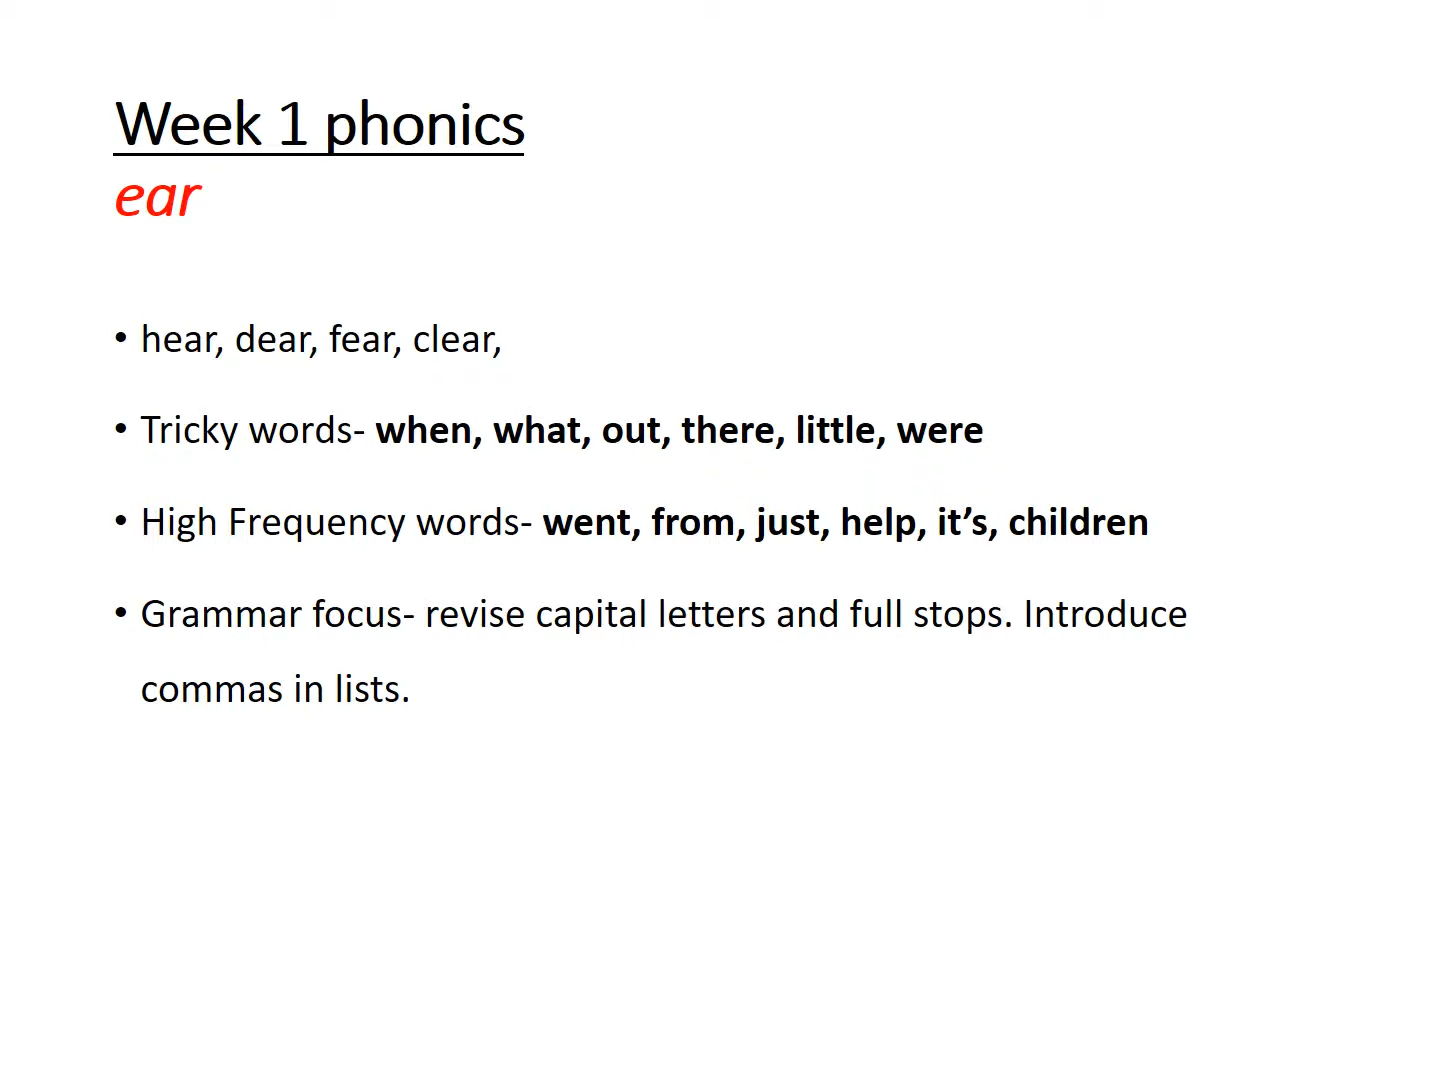 Week 1 phonics
ear
• hear, dear, fear, clear,
• Tricky words- when, what, out, there, little, were
• High Frequency words- went, from, just, help, it’s, children
• Grammar focus- revise capital letters and full stops. Introduce
commas in lists.